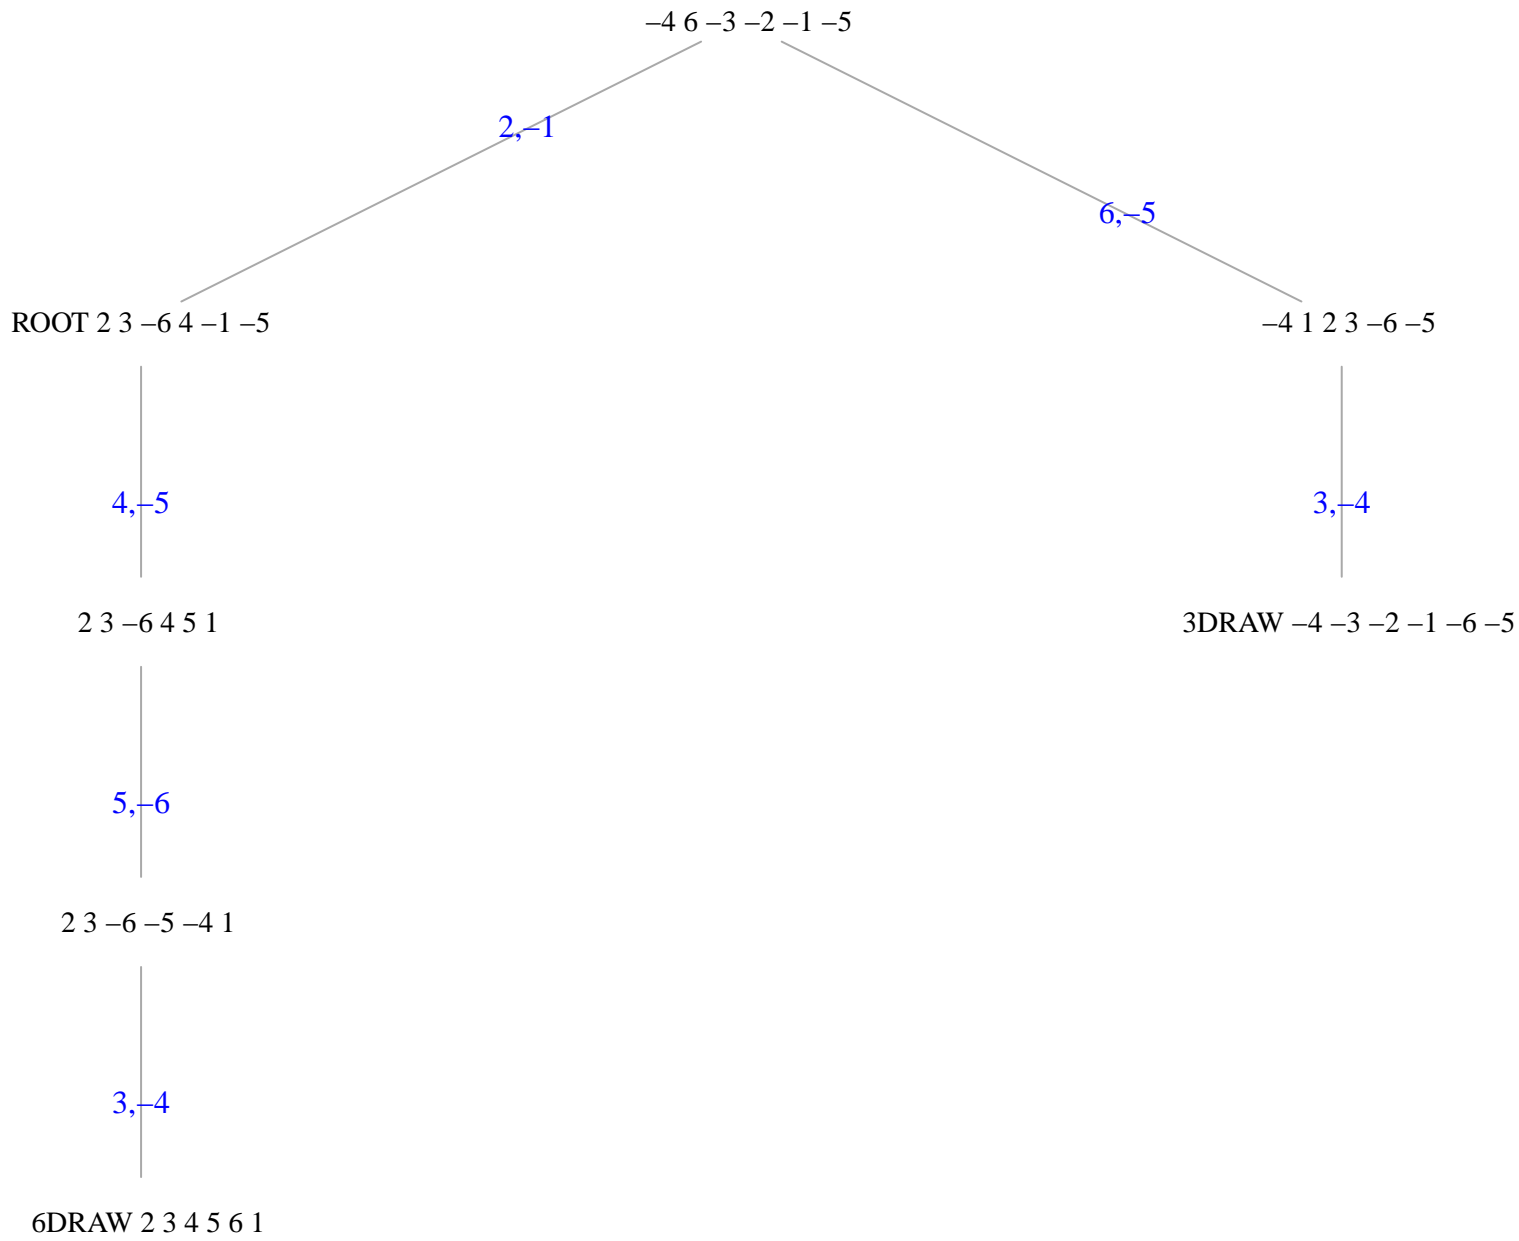 –4 6 –3 –2 –1 –5
2,–1
6,–5
ROOT 2 3 –6 4 –1 –5
–4 1 2 3 –6 –5
4,–5
3,–4
2 3 –6 4 5 1
3DRAW –4 –3 –2 –1 –6 –5
5,–6
2 3 –6 –5 –4 1
3,–4
6DRAW 2 3 4 5 6 1